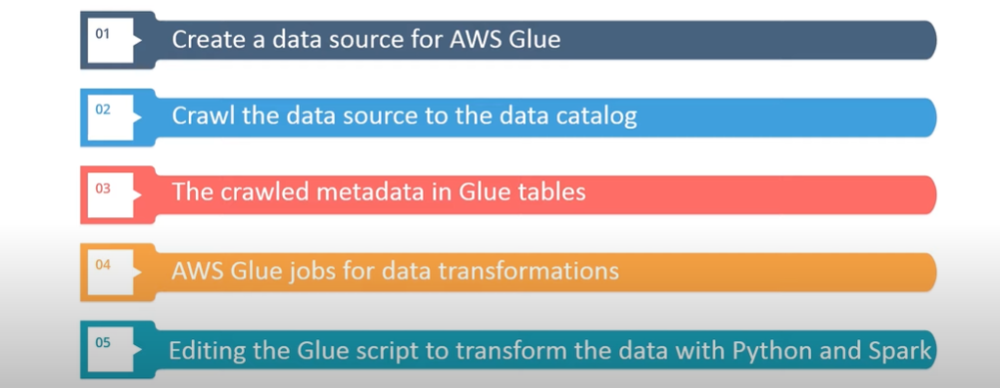 01
Create a data source for AWS Glue
02
Crawl the data source to the data catalog
03
The crawled metadata in Glue tables
04
AWS Glue jobs for data transformations
05
Editing the Glue script to transform the data with Python and Spark